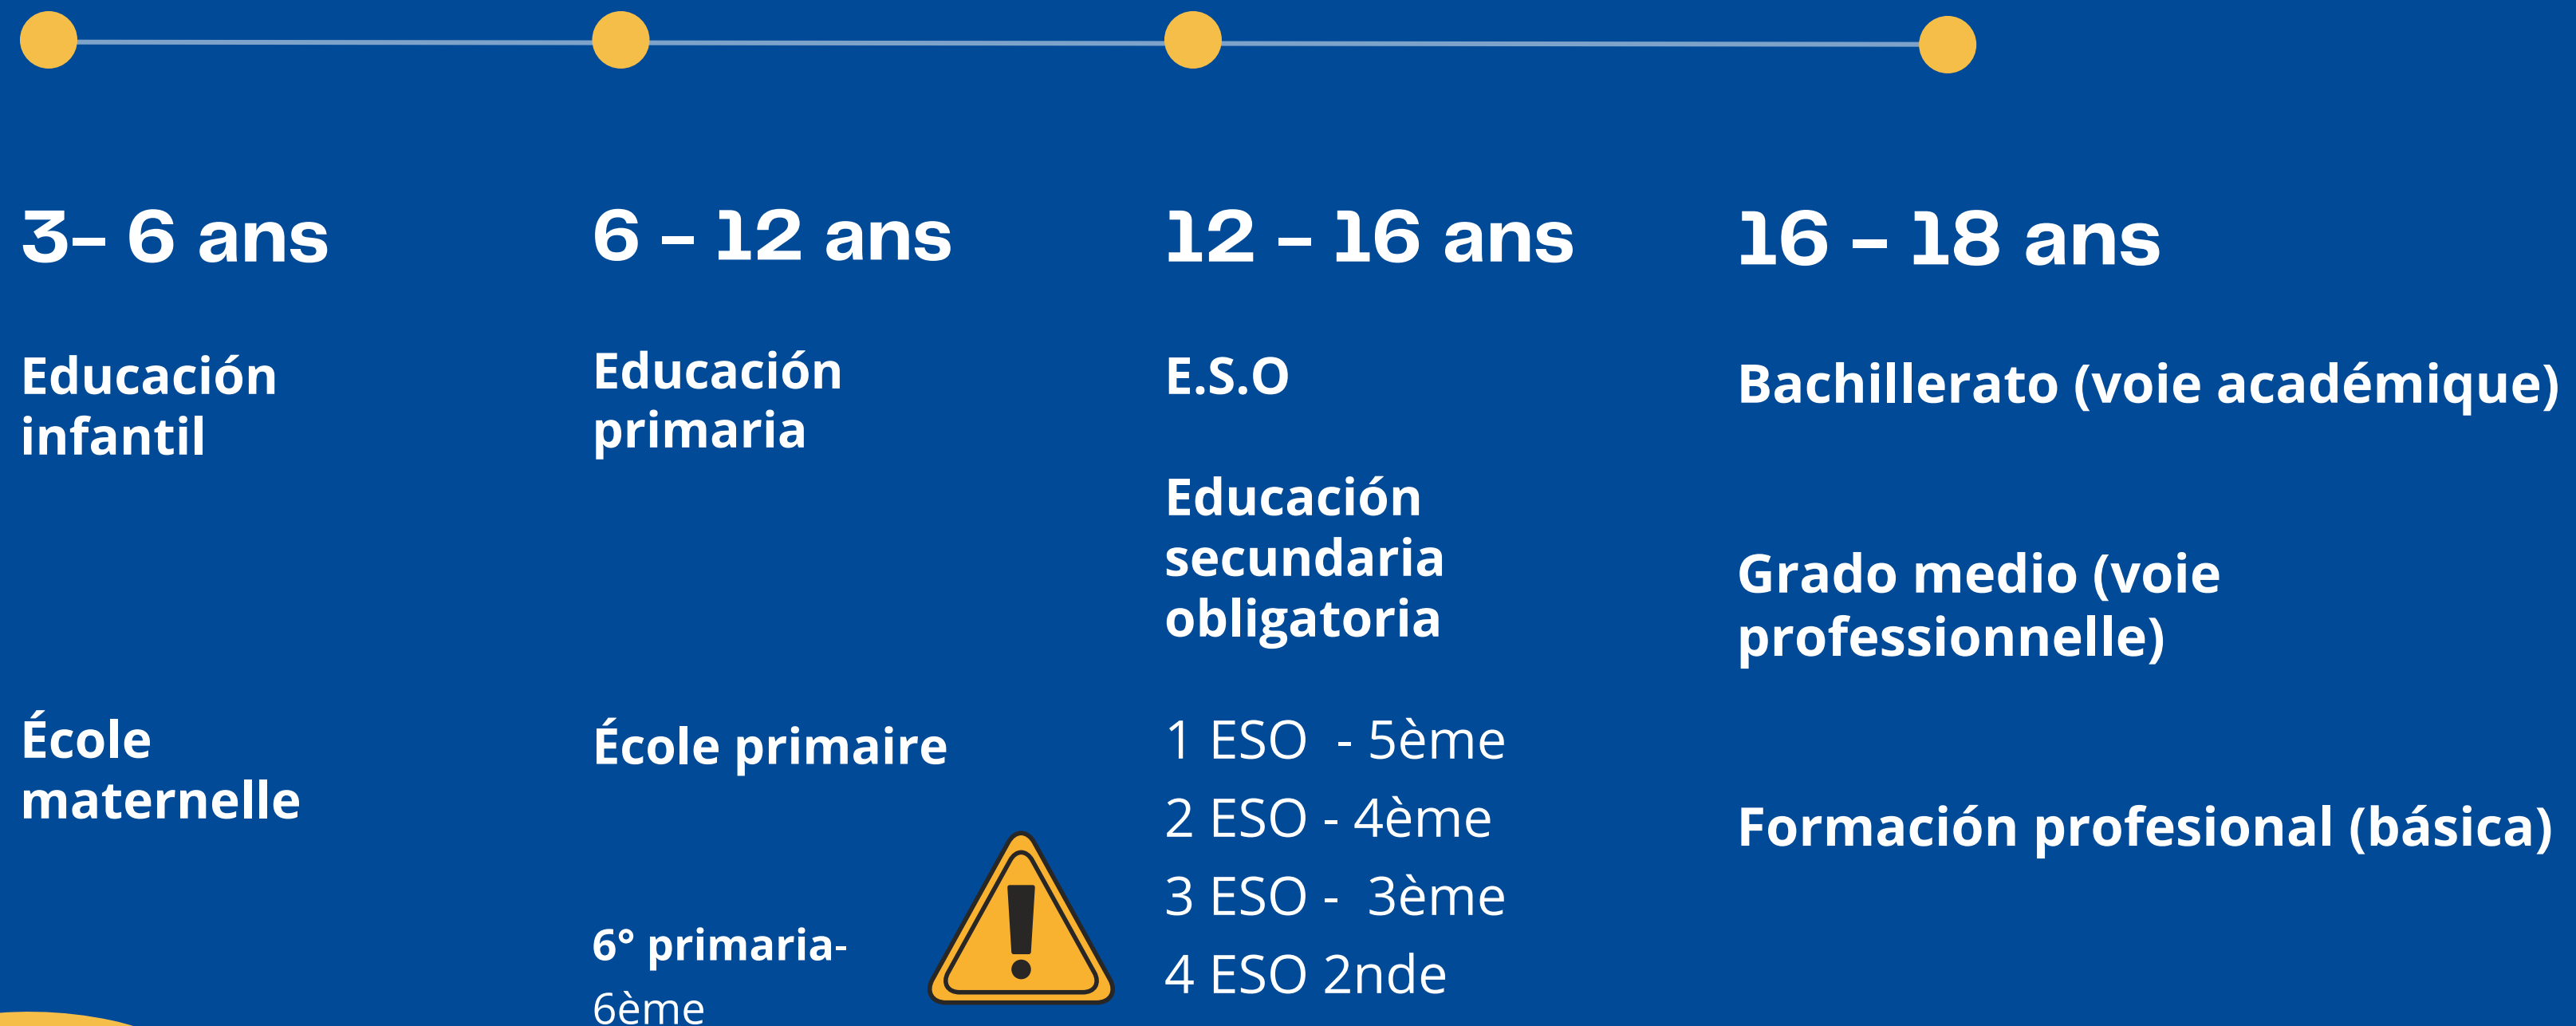 3– 6 ans
Educación
infantil
École
maternelle
6 – 12 ans
Educación
primaria
École primaire
6° primaria-
6ème
12 – 16 ans
E.S.O
Educación
secundaria
obligatoria
1 ESO  - 5ème
2 ESO - 4ème
3 ESO -  3ème
4 ESO 2nde
16 – 18 ans
Bachillerato (voie académique)
Grado medio (voie
professionnelle)
Formación profesional (básica)